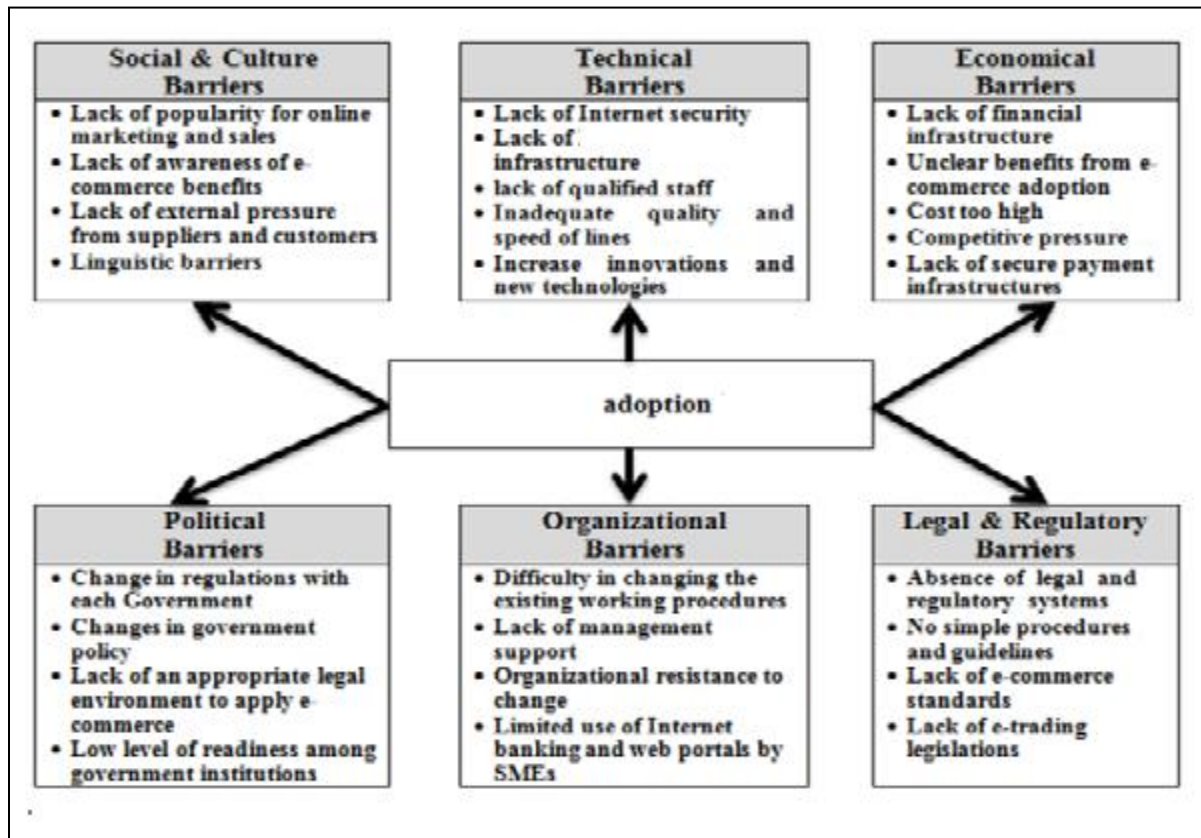 Social & Culture
Barriers
• Lack of popularity for online
marketing and sales
• Lack of awareness of e-
commerce benefits
• Lack of external pressure
from suppliers and customers
• Linguistic barriers
Technical
Barriers
• Lack of Internet security
• Lack of
infrastructure
• lack of qualified staff
• Inadequate quality and
speed of lines
• Increase innovations and
new technologies
Economical
Barriers
• Lack of financial
infrastructure
• Unclear benefits from e-
commerce adoption
• Cost too high
• Competitive pressure
• Lack of secure payment
infrastructures
adoption
Political
Barriers
• Change in regulations with
each Government
• Changes in government
policy
• Lack of an appropriate legal
environment to apply e-
commerce
• Low level of readiness among
government institutions
Organizational
Barriers
• Difficulty in changing the
existing working procedures
• Lack of management
support
• Organizational resistance to
change
• Limited use of Internet
banking and web portals by
SMEs
Legal & Regulatory
Barriers
• Absence of legal and
regulatory systems
• No simple procedures
and guidelines
• Lack of e-commerce
standards
• Lack of e-trading
legislations